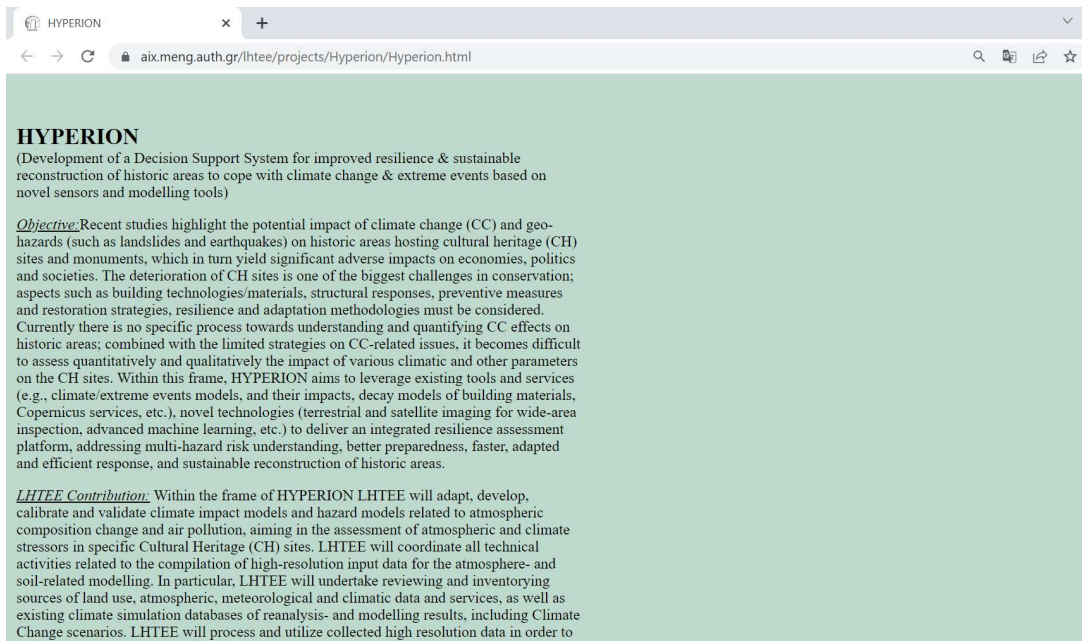 HYPERION
aix.meng.auth.gr/lhtee/projects/Hyperion/Hyperion.html
HYPERION
(Development of a Decision Support System for improved resilience & sustainable
reconstruction of historic areas to cope with climate change & extreme events based on
novel sensors and modelling tools)
Objective:Recent studies highlight the potential impact of climate change (CC) and geo-
hazards (such as landslides and earthquakes) on historic areas hosting cultural heritage (CH)
sites and monuments, which in turn yield significant adverse impacts on economies, politics
and societies. The deterioration of CH sites is one of the biggest challenges in conservation;
aspects such as building technologies/materials, structural responses, preventive measures
and restoration strategies, resilience and adaptation methodologies must be considered.
Currently there is no specific process towards understanding and quantifying CC effects on
historic areas; combined with the limited strategies on CC-related issues, it becomes difficult
to assess quantitatively and qualitatively the impact of various climatic and other parameters
on the CH sites. Within this frame, HYPERION aims to leverage existing tools and services
(e.g., climate/extreme events models, and their impacts, decay models of building materials,
Copernicus services, etc.), novel technologies (terrestrial and satellite imaging for wide-area
inspection, advanced machine learning, etc.) to deliver an integrated resilience assessment
platform, addressing multi-hazard risk understanding, better preparedness, faster, adapted
and efficient response, and sustainable reconstruction of historic areas.
LHTEE Contribution: Within the frame of HYPERION LHTEE will adapt, develop,
calibrate and validate climate impact models and hazard models related to atmospheric
composition change and air pollution, aiming in the assessment of atmospheric and climate
stressors in specific Cultural Heritage (CH) sites. LHTEE will coordinate all technical
activities related to the compilation of high-resolution input data for the atmosphere- and
soil-related modelling. In particular, LHTEE will undertake reviewing and inventorying
sources of land use, atmospheric, meteorological and climatic data and services, as well as
existing climate simulation databases of reanalysis- and modelling results, including Climate
Change scenarios. LHTEE will process and utilize collected high resolution data in order to